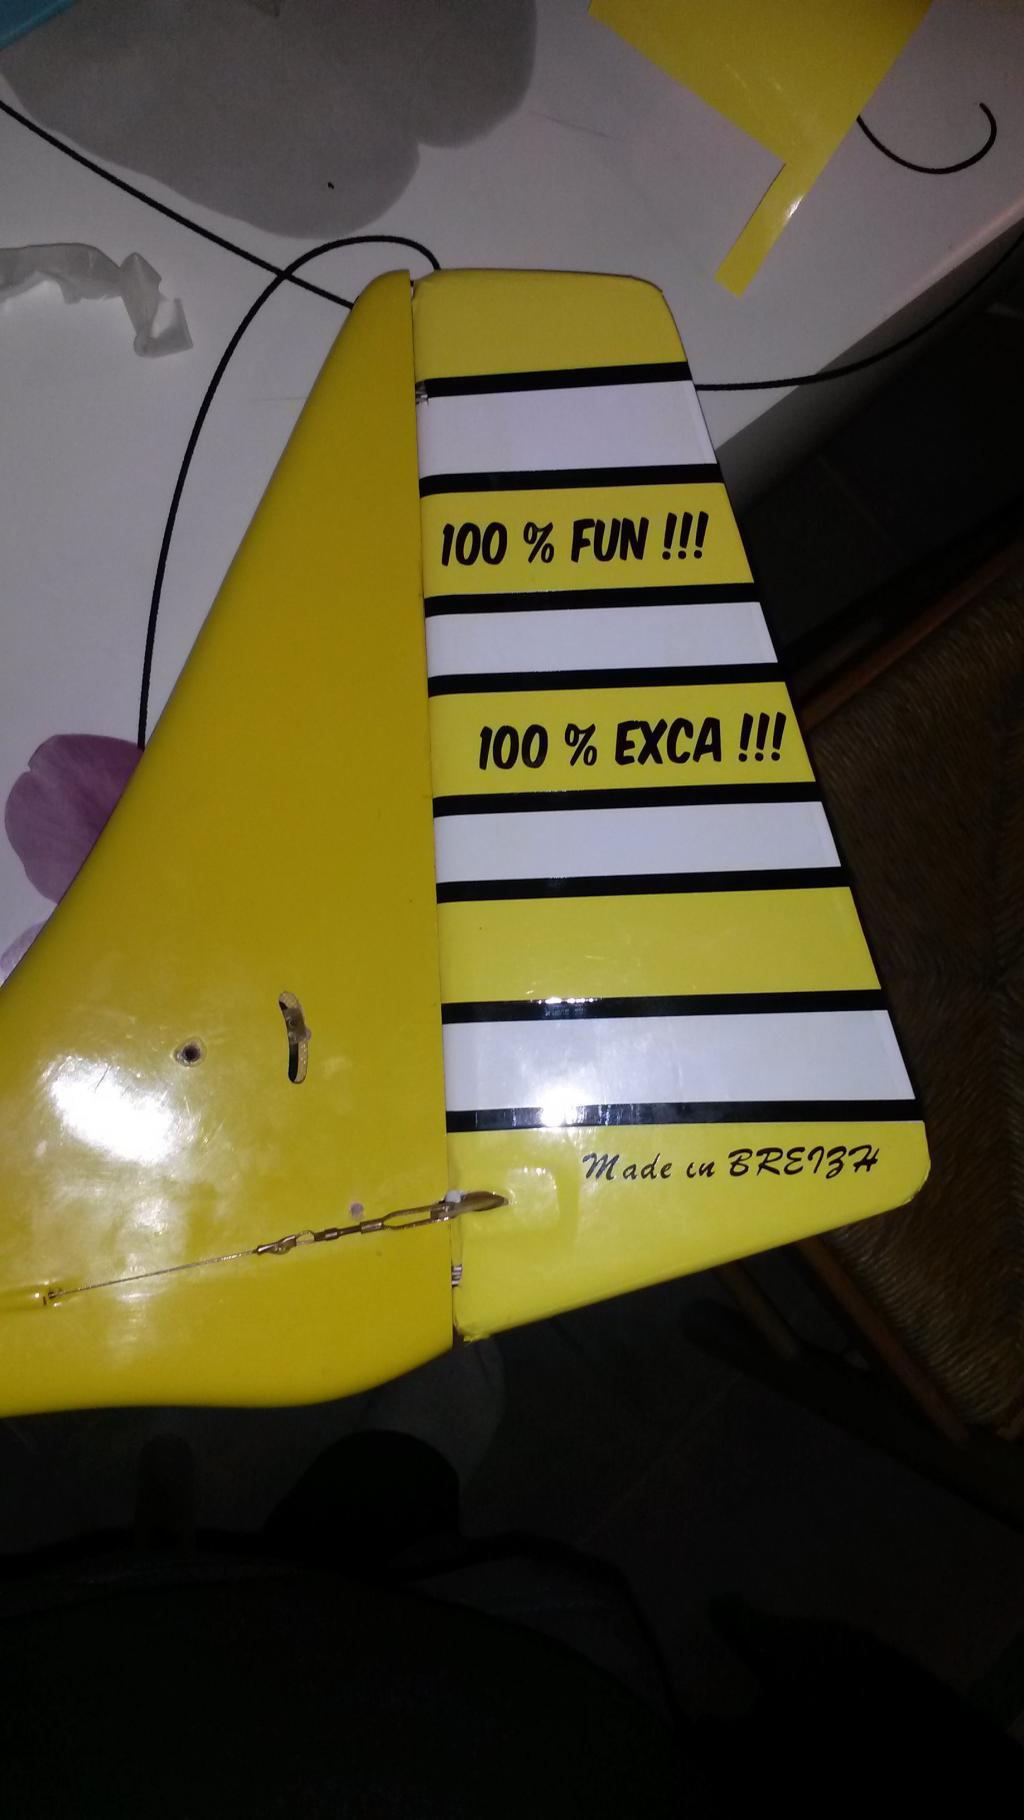 100 % FUN !!!
100 % EXCA !!!
Made in BREIZH